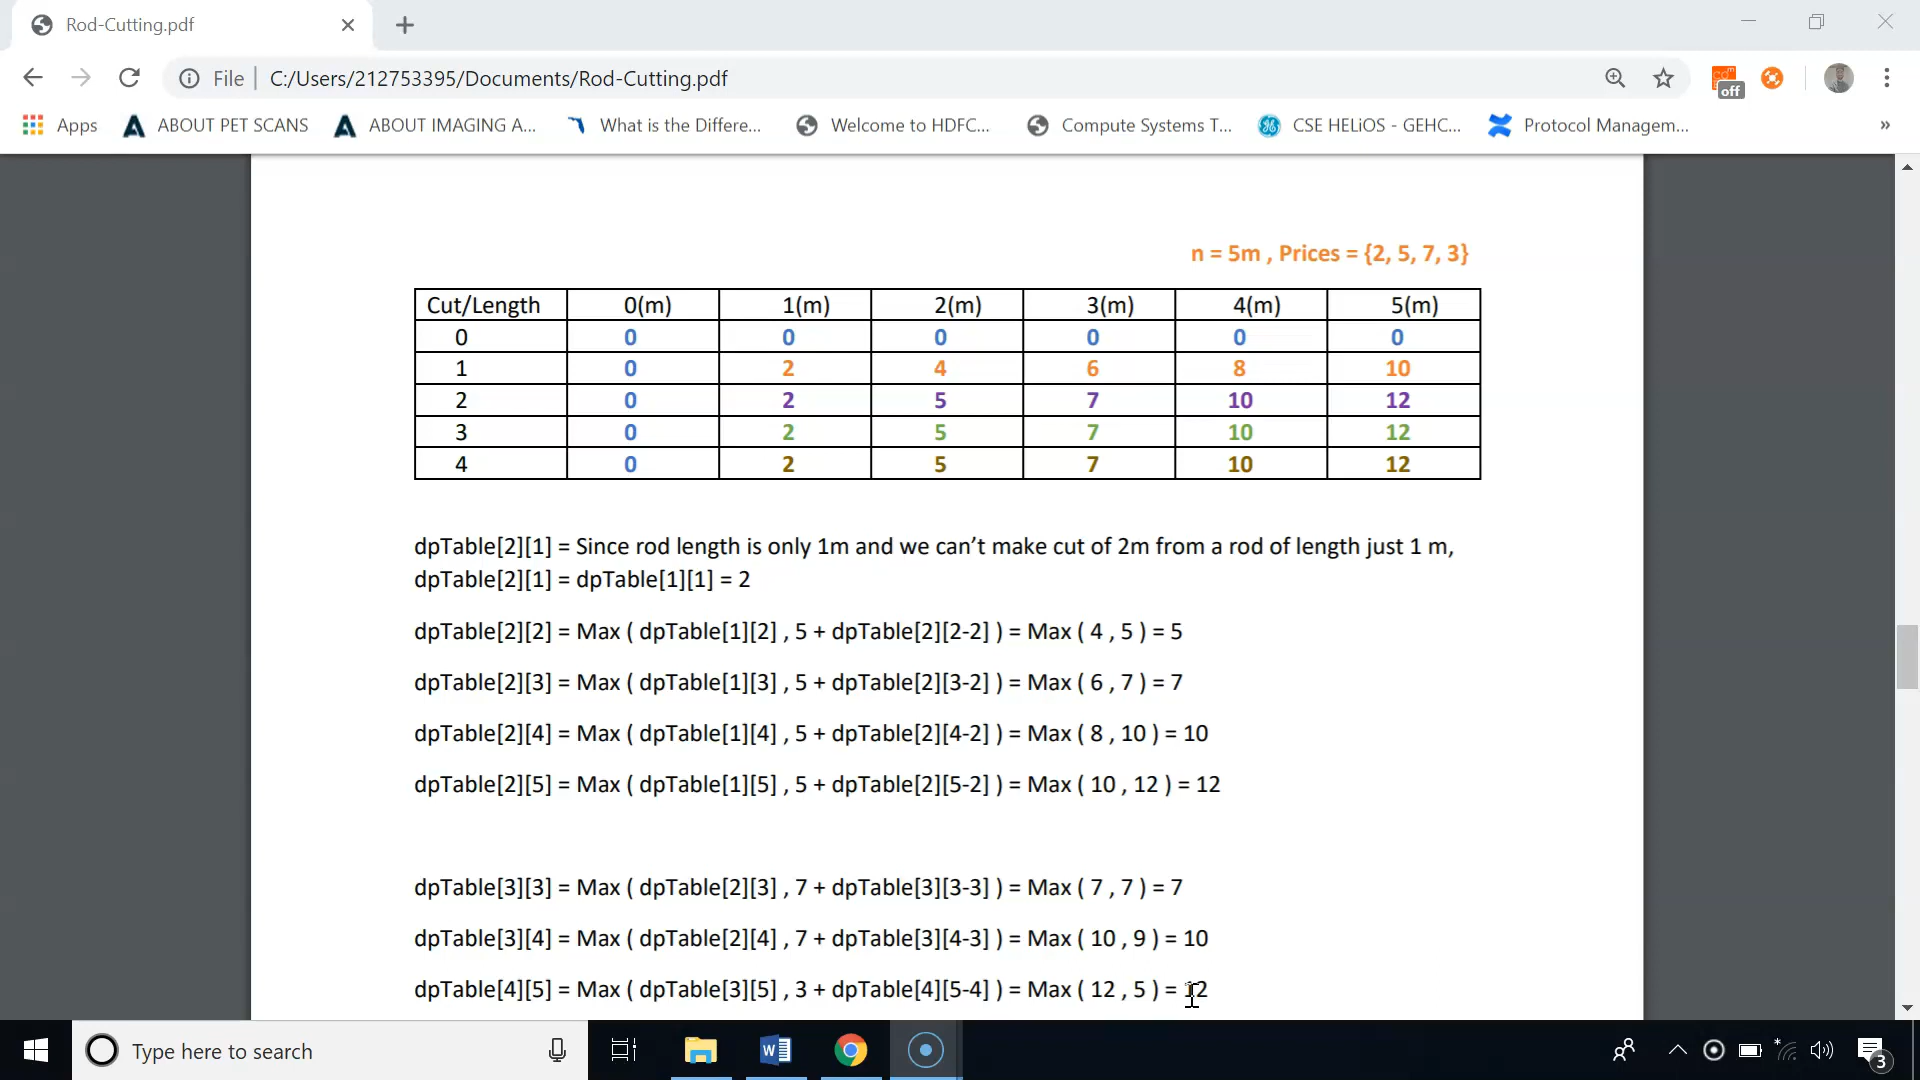 Rod-Cutting.pdf
File C:/Users/212753395/Documents/Rod-Cutting.pdf
off
Apps ABOUT PET SCANS ABOUT IMAGING A... What is the Differe... Welcome to HDFC... Compute Systems T... CSE HELiOS - GEHC... Protocol Managem... »
n = 5m , Prices = {2, 5, 7, 3}
Cut/Length 0(m) 1(m) 2(m) 3(m) 4(m) 5(m)
0 0 0 0 0 0 0
1 0 2 4 6 8 10
2 0 2 5 7 10 12
3 0 2 5 7 10 12
4 0 2 5 7 10 12
dpTable[2][1] = Since rod length is only 1m and we can’t make cut of 2m from a rod of length just 1 m,
dpTable[2][1] = dpTable[1][1] = 2
dpTable[2][2] = Max ( dpTable[1][2] , 5 + dpTable[2][2-2] ) = Max ( 4 , 5 ) = 5
dpTable[2][3] = Max ( dpTable[1][3] , 5 + dpTable[2][3-2] ) = Max ( 6 , 7 ) = 7
dpTable[2][4] = Max ( dpTable[1][4] , 5 + dpTable[2][4-2] ) = Max ( 8 , 10 ) = 10
dpTable[2][5] = Max ( dpTable[1][5] , 5 + dpTable[2][5-2] ) = Max ( 10 , 12 ) = 12
dpTable[3][3] = Max ( dpTable[2][3] , 7 + dpTable[3][3-3] ) = Max ( 7 , 7 ) = 7
dpTable[3][4] = Max ( dpTable[2][4] , 7 + dpTable[3][4-3] ) = Max ( 10 , 9 ) = 10
dpTable[4][5] = Max ( dpTable[3][5] , 3 + dpTable[4][5-4] ) = Max ( 12 , 5 ) = 12
Type here to search
3